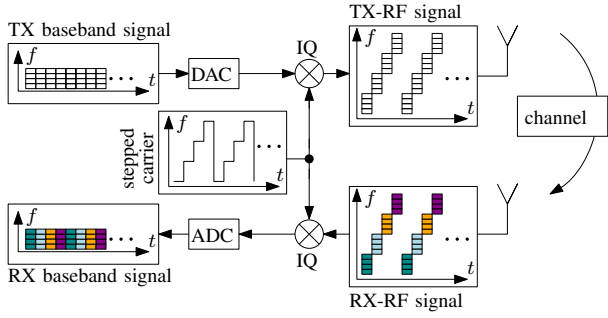 TX baseband signal
TX-RF signal
f
t
DAC
IQ
f
t
f
t
stepped
carrier
channel
f
t
ADC
IQ
f
t
RX baseband signal
RX-RF signal